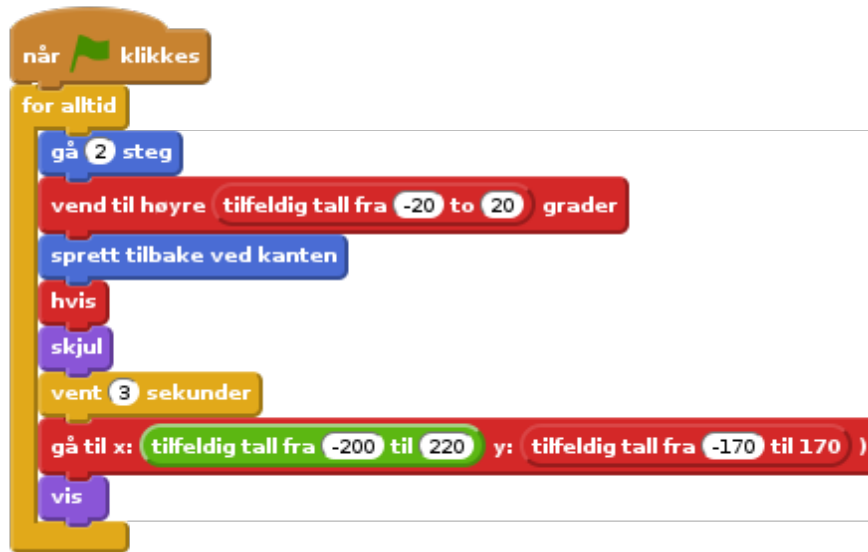 når klikkes
for alltid
gå 2 steg
vend til høyre tilfeldig tall fra -20 to 20 grader
sprett tilbake ved kanten
hvis
skjul
vent 3 sekunder
gå til x: tilfeldig tall fra -200 til 220 y: tilfeldig tall fra -170 til 170 )
vis